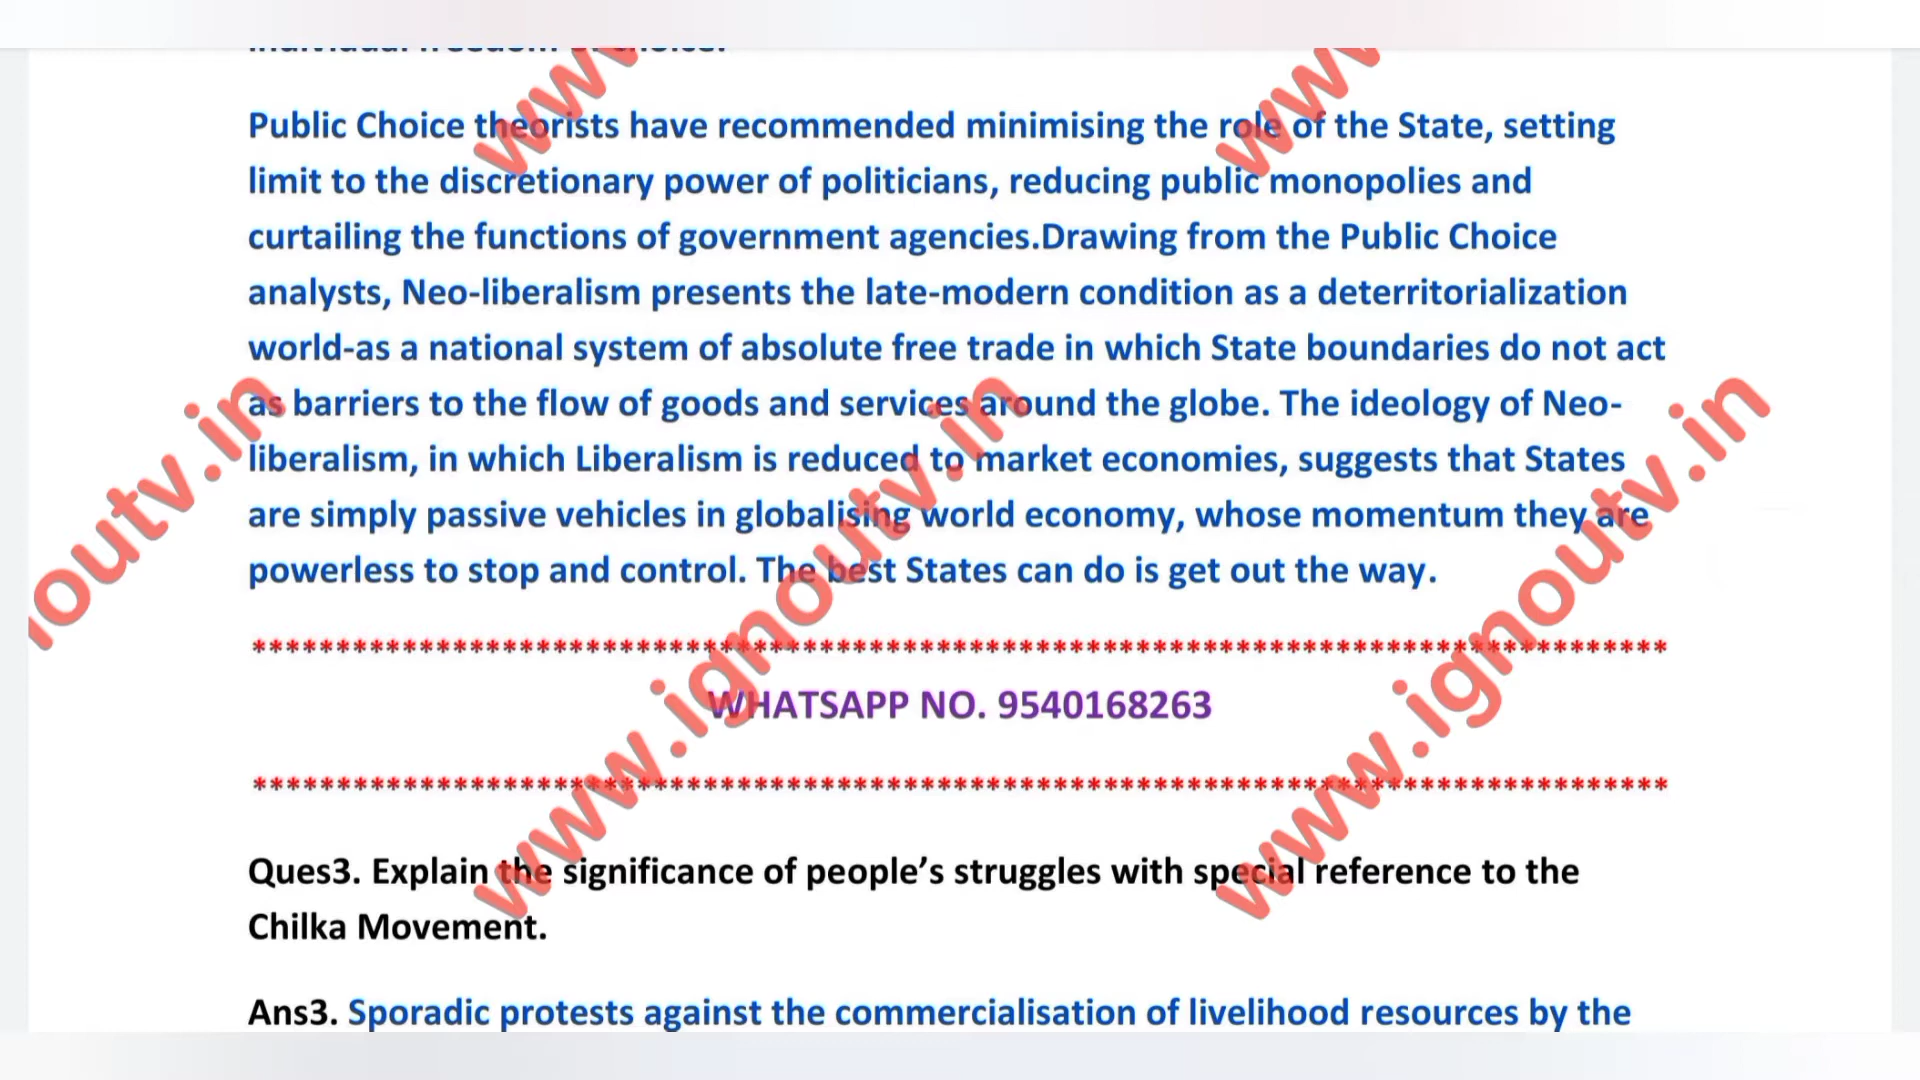 individual freedom of choice.
Public Choice theorists have recommended minimising the role of the State, setting
limit to the discretionary power of politicians, reducing public monopolies and
curtailing the functions of government agencies.Drawing from the Public Choice
analysts, Neo-liberalism presents the late-modern condition as a deterritorialization
world-as a national system of absolute free trade in which State boundaries do not act
as barriers to the flow of goods and services around the globe. The ideology of Neo-
liberalism, in which Liberalism is reduced to market economies, suggests that States
are simply passive vehicles in globalising world economy, whose momentum they are
powerless to stop and control. The best States can do is get out the way.
WHATSAPP NO. 9540168263
Ques3. Explain the significance of people’s struggles with special reference to the
Chilka Movement.
Ans3. Sporadic protests against the commercialisation of livelihood resources by the
www.ignoutv.in
www.ignoutv.in